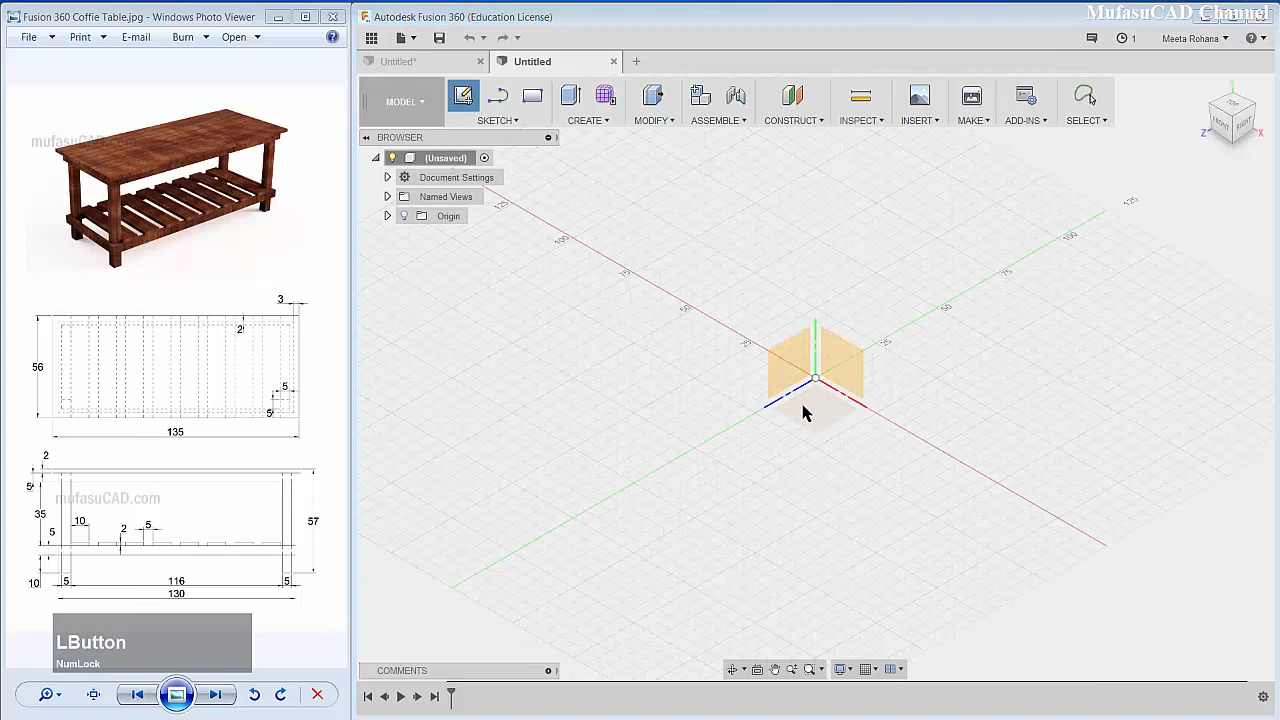 Fusion 360 Coffie Table.jpg - Windows Photo Viewer
File Print E-mail Burn Open
mufasuCAD.com
3
2
56
5
5
135
2
5
mufasuCAD.com
35
57
10
2
5
5
10
5 116 5
130
LButton
NumLock
Autodesk Fusion 360 (Education License)
MufasuCAD Channel
1 Meeta Rohana
Untitled* Untitled
MODEL
SKETCH CREATE MODIFY ASSEMBLE CONSTRUCT INSPECT INSERT MAKE ADD-INS SELECT
BROWSER
(Unsaved)
Document Settings
Named Views
Origin
125
100
75
50
25
125
100
75
50
25
TOP
FRONT
RIGHT
Y
Z
X
COMMENTS